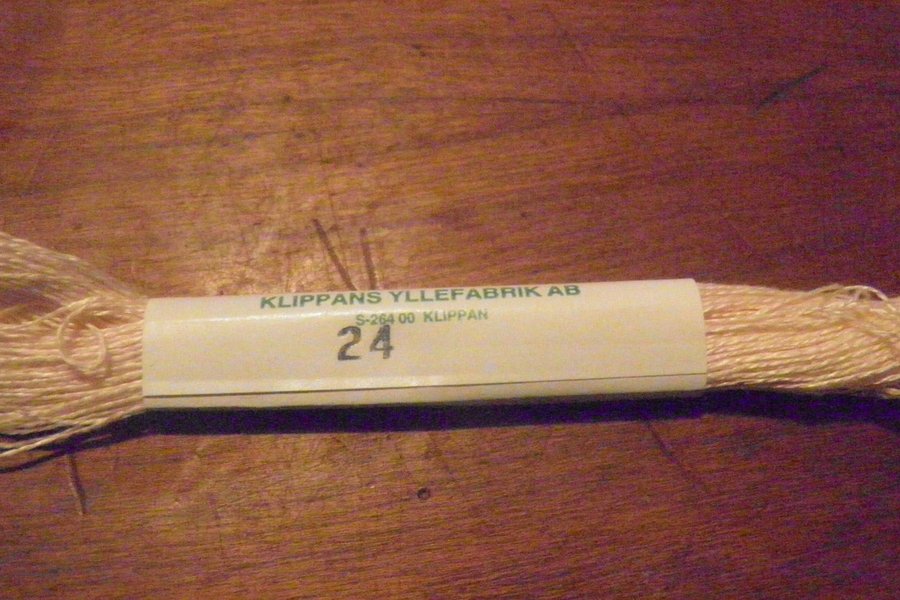 KLIPPANS YLLEFABRIK AB
S-264 00 KLIPPAN
24